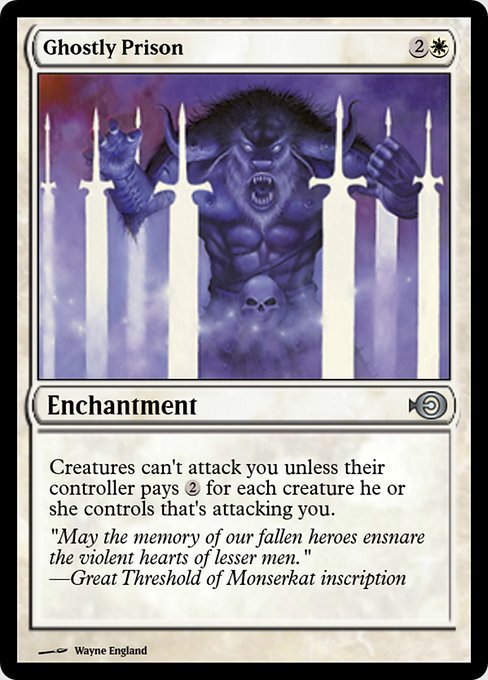 Ghostly Prison 2
Enchantment
Creatures can't attack you unless their
controller pays 2 for each creature he or
she controls that's attacking you.
"May the memory of our fallen heroes ensnare
the violent hearts of lesser men."
—Great Threshold of Monserkat inscription
Wayne England